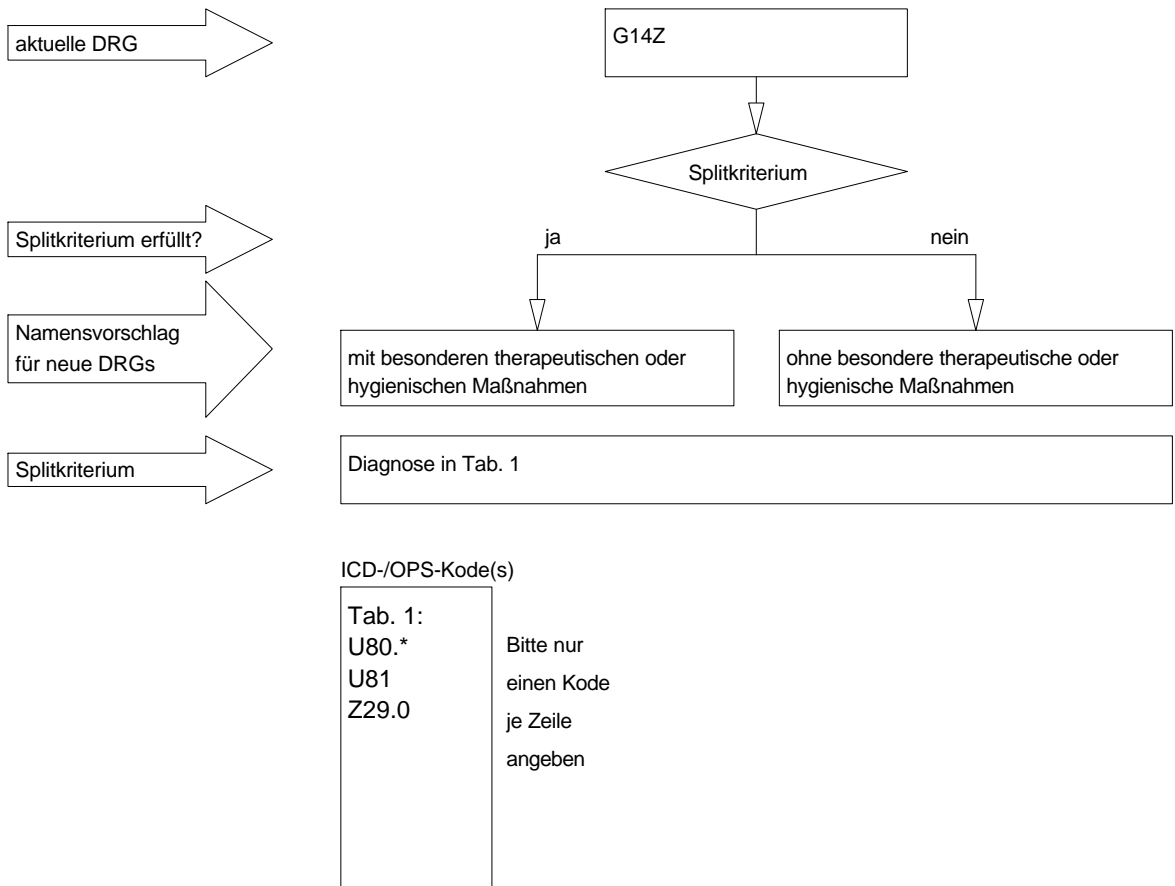 aktuelle DRG
G14Z
Splitkriterium
Splitkriterium erfüllt?
ja
nein
Namensvorschlag
für neue DRGs
mit besonderen therapeutischen oder
hygienischen Maßnahmen
ohne besondere therapeutische oder
hygienische Maßnahmen
Splitkriterium
Diagnose in Tab. 1
ICD-/OPS-Kode(s)
Tab. 1:
U80.*
U81
Z29.0
Bitte nur
einen Kode
je Zeile
angeben